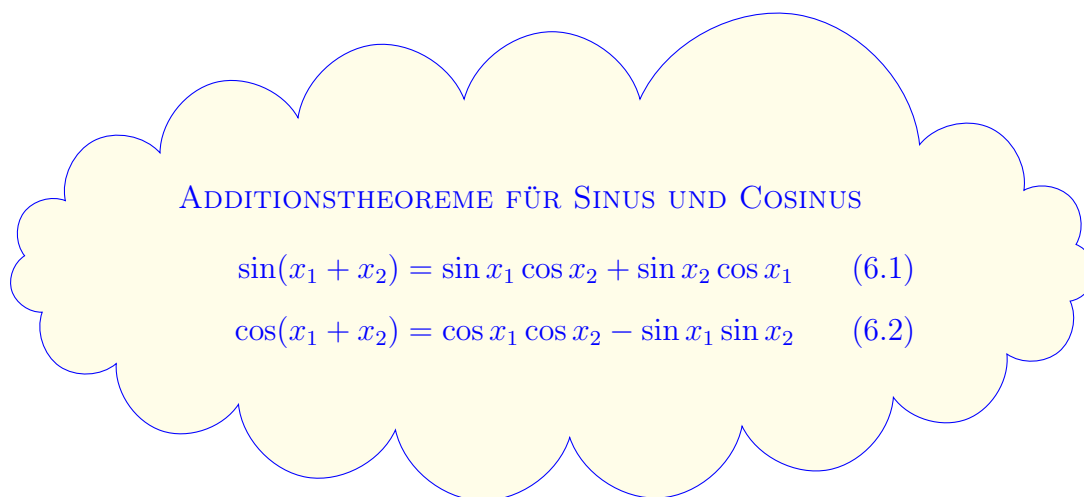 Additionstheoreme für Sinus und Cosinus
sin(x₁ + x₂) = sin x₁ cos x₂ + sin x₂ cos x₁ (6.1)
cos(x₁ + x₂) = cos x₁ cos x₂ − sin x₁ sin x₂ (6.2)